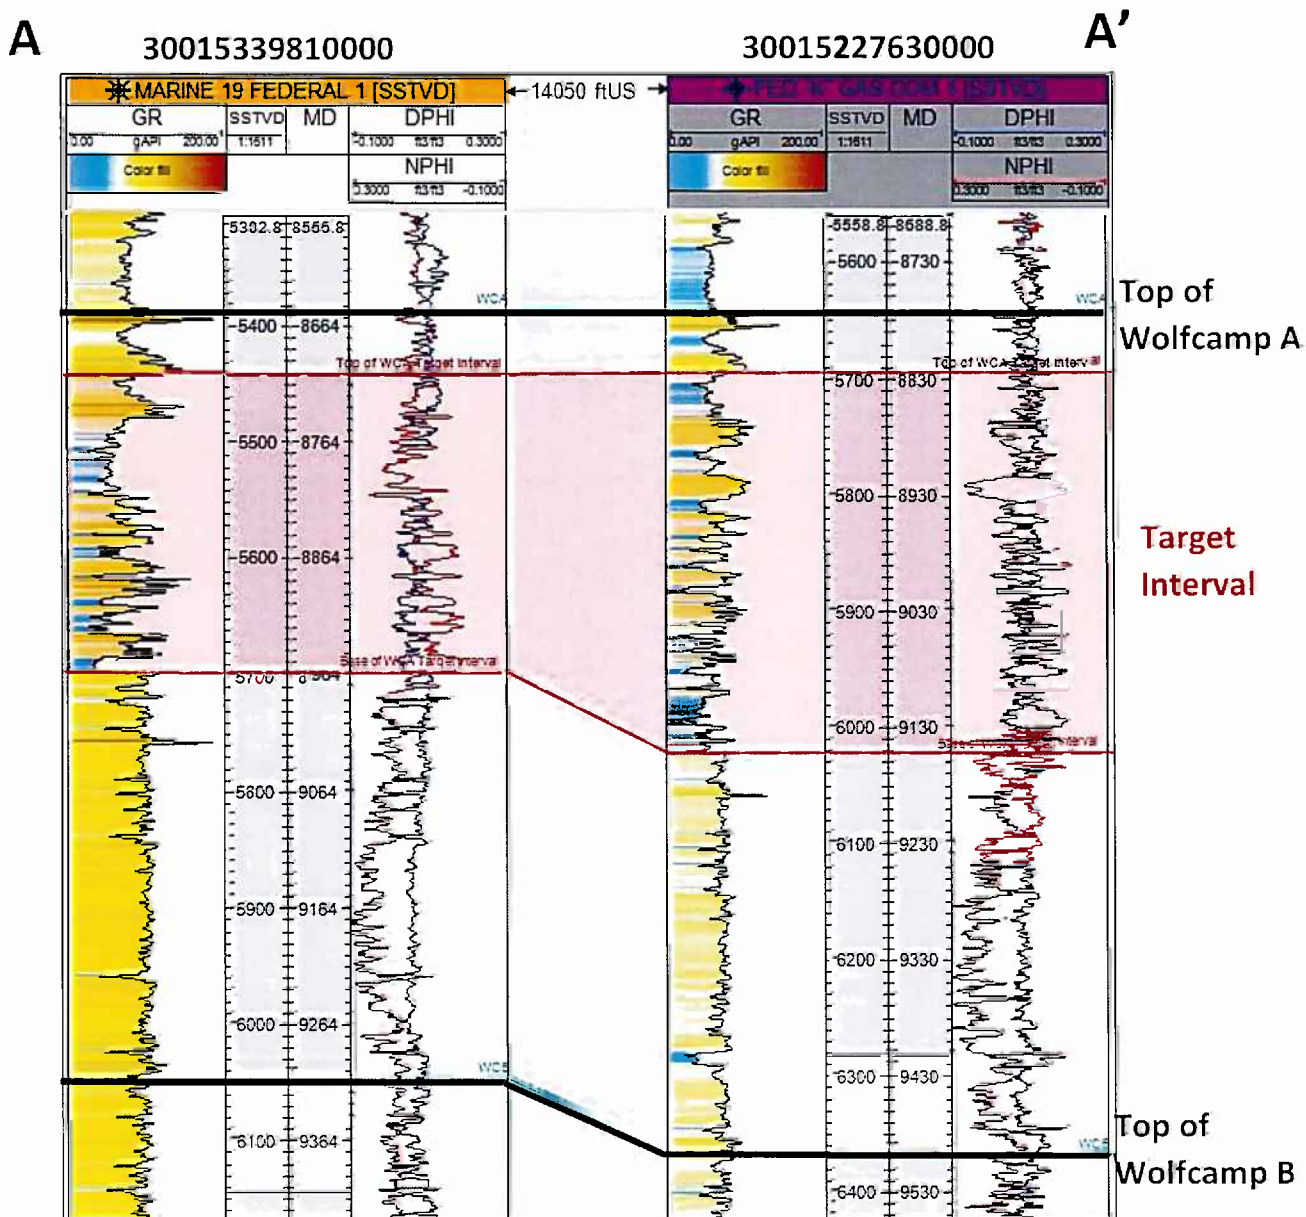 A
A'
30015339810000
30015227630000
MARINE 19 FEDERAL 1 [SSTVD]
14050 ftUS
GR
SSTVD
MD
DPHI
0.00 gAPI 200.00
1:1611
-0.1000 ft3/ft3 0.3000
Color fill
NPHI
0.3000 ft3/ft3 -0.1000
GR
SSTVD
MD
DPHI
0.00 gAPI 200.00
1:1611
-0.1000 ft3/ft3 0.3000
Color fill
NPHI
0.3000 ft3/ft3 -0.1000
-5302.8 8565.8
-5558.8 8688.8
-5600 8730
WCA
WCA
Top of
Wolfcamp A
-5400 8664
Top of WCA Target Interval
Top of WCA Target Interval
-5700 8830
-5500 8764
-5800 8930
Target
Interval
-5600 8864
-5900 9030
Base of WCA Target Interval
-5700
-6000 9130
Interval
-5800 9064
-6100 9230
-5900 9164
-6200 9330
-6000 9264
WCB
-6300 9430
-6100 9364
WCB
Top of
Wolfcamp B
-6400 9530